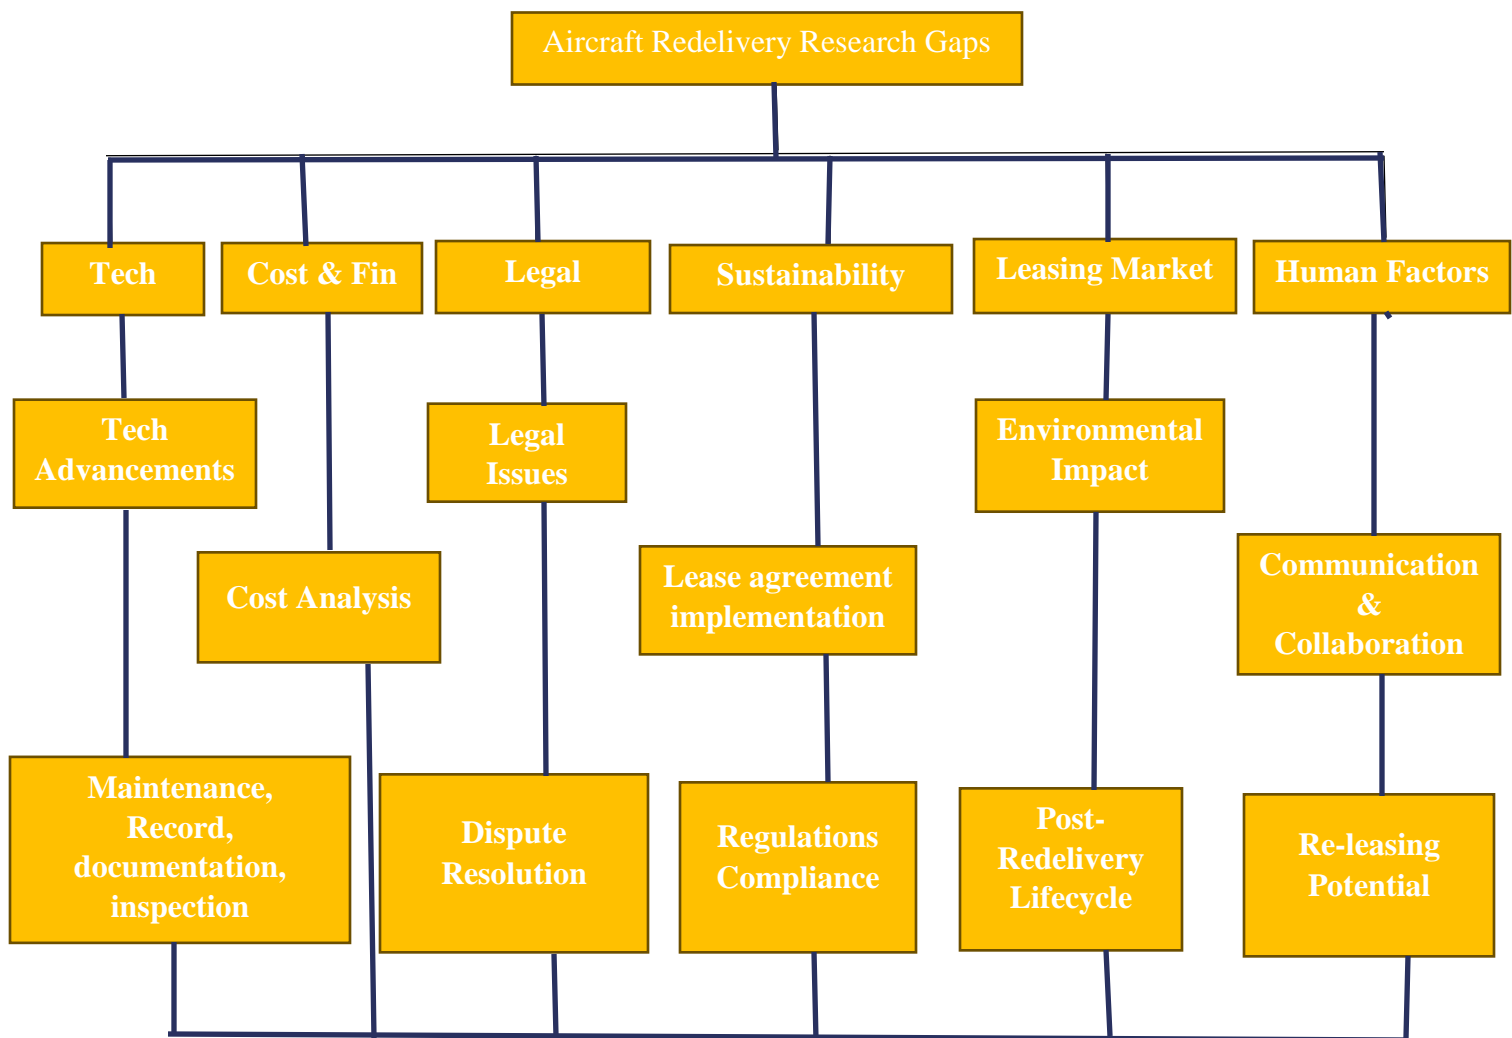 Aircraft Redelivery Research Gaps
Tech
Cost & Fin
Legal
Sustainability
Leasing Market
Human Factors
Tech
Advancements
Legal
Issues
Environmental
Impact
Cost Analysis
Lease agreement
implementation
Communication
&
Collaboration
Maintenance,
Record,
documentation,
inspection
Dispute
Resolution
Regulations
Compliance
Post-
Redelivery
Lifecycle
Re-leasing
Potential